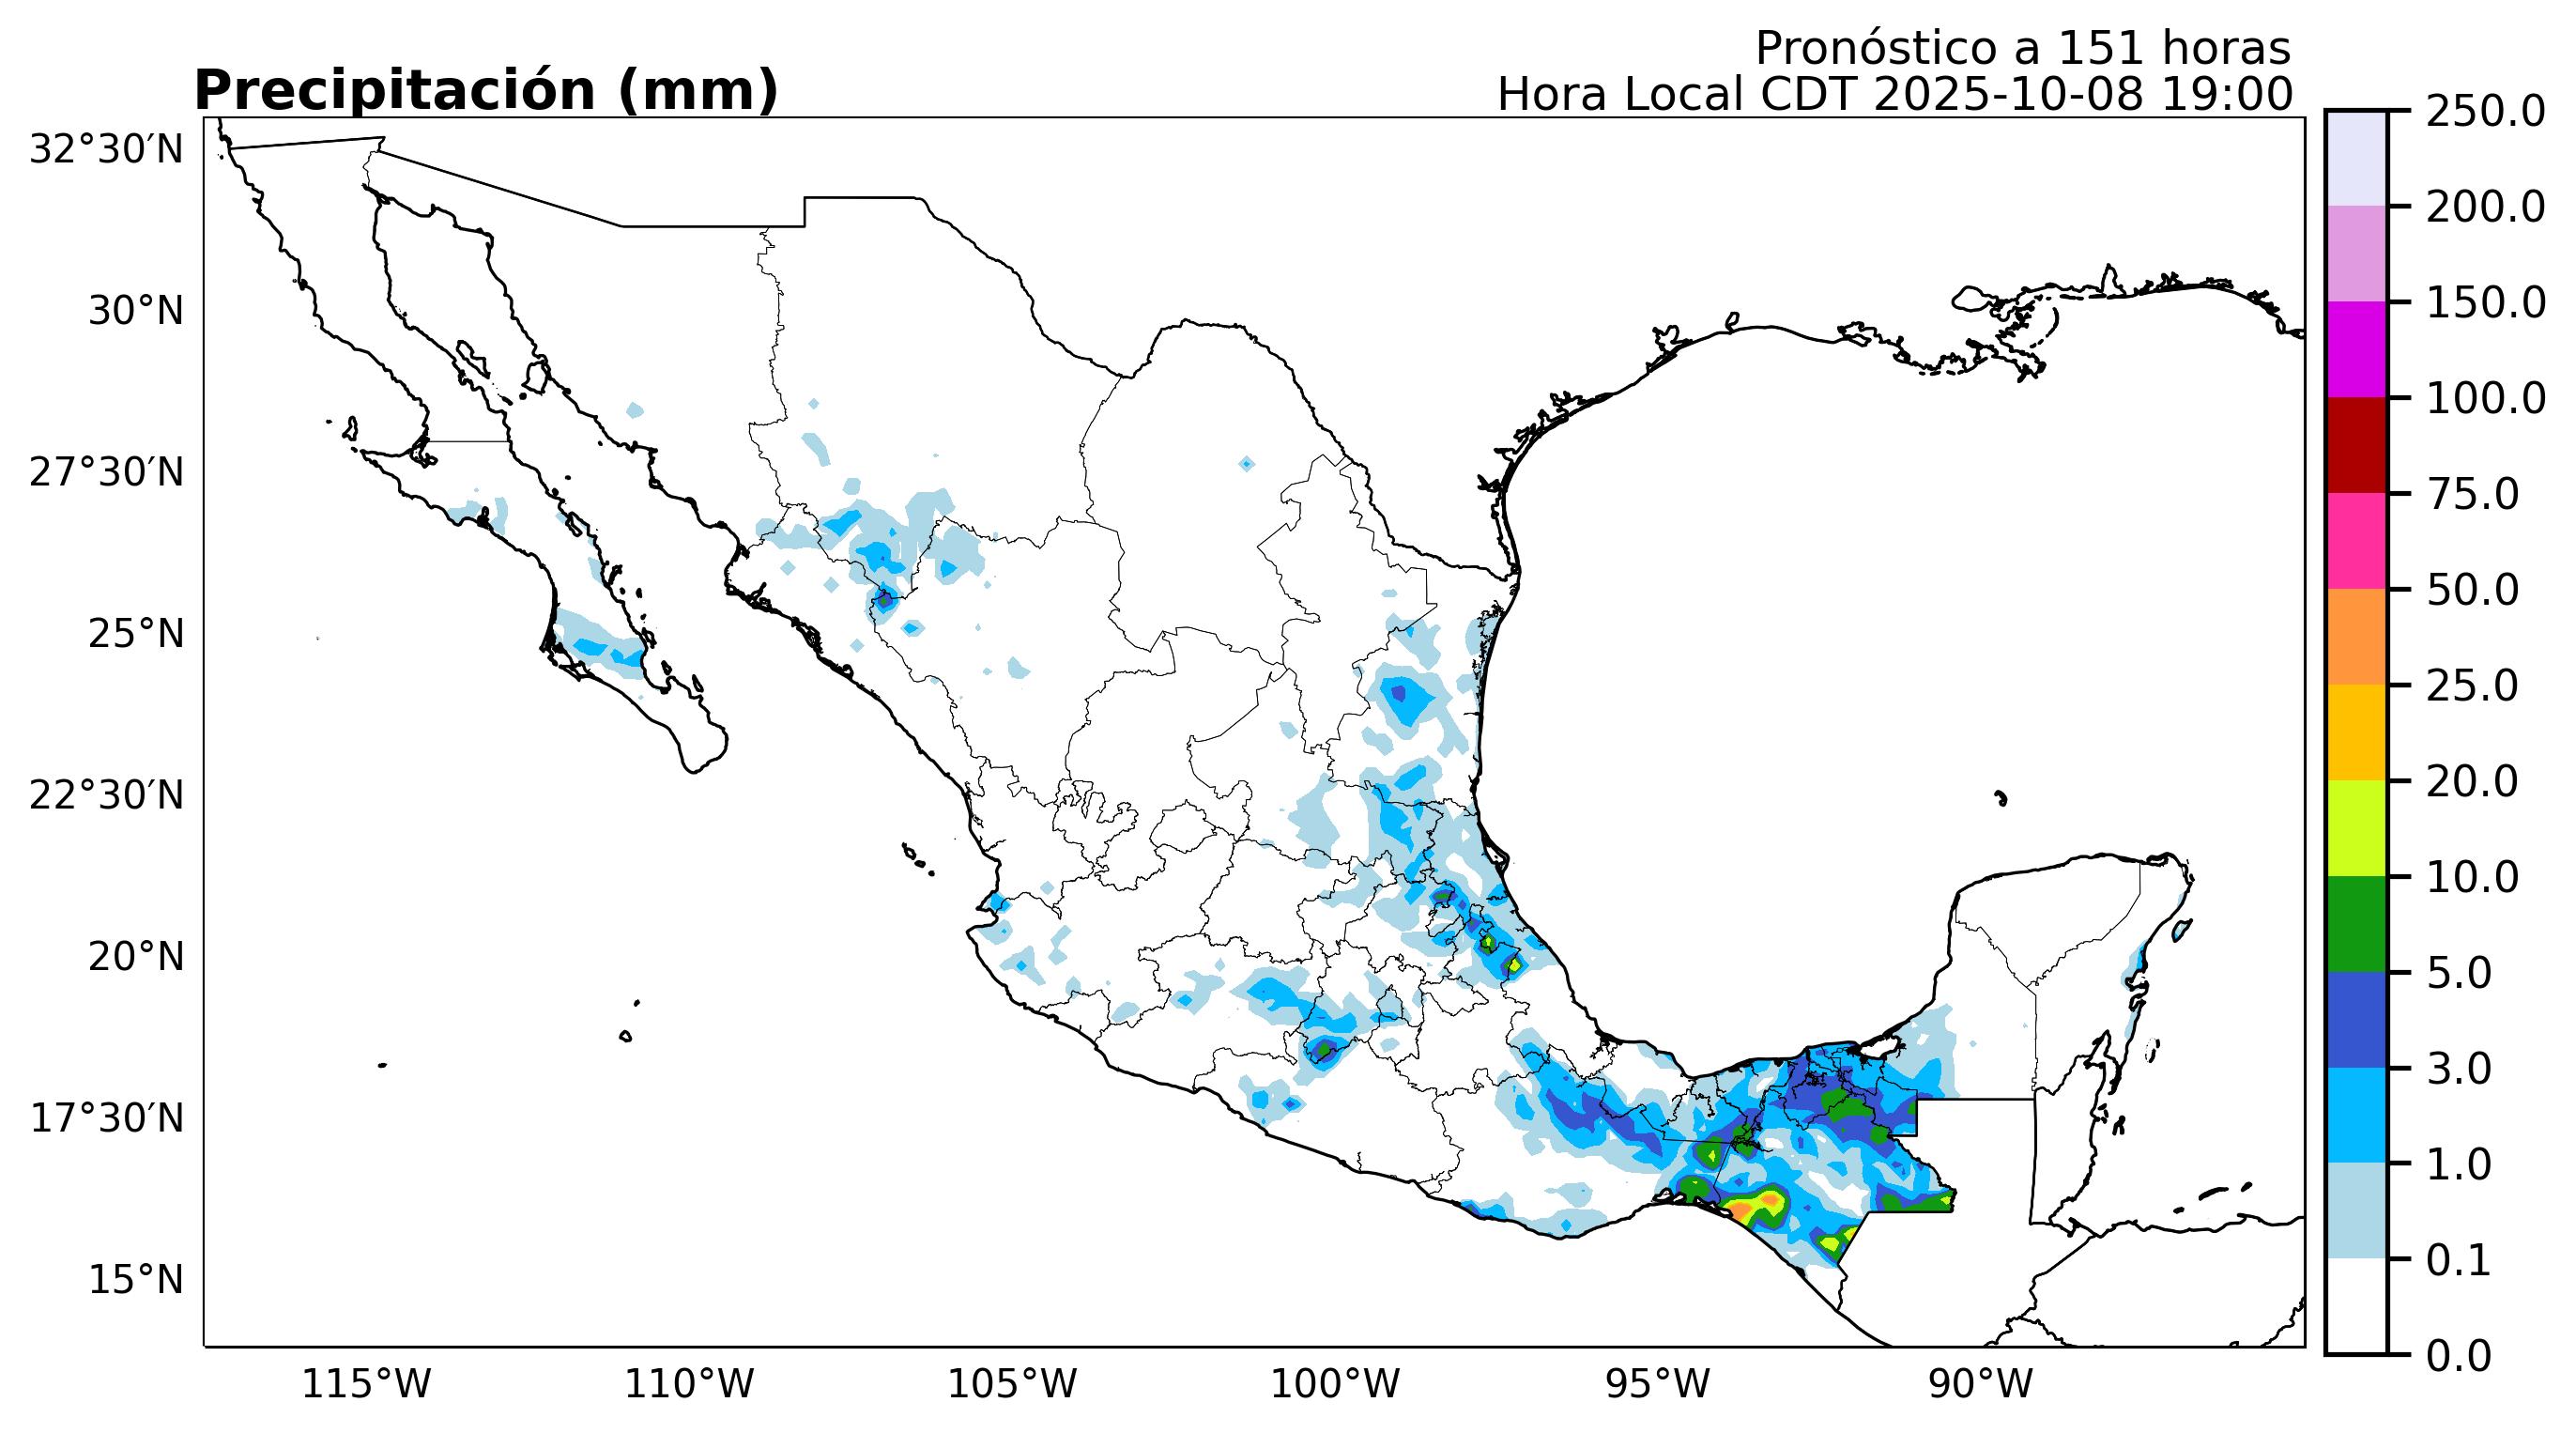 Pronóstico a 151 horas
Precipitación (mm)
Hora Local CDT 2025-10-08 19:00
32°30′N
30°N
27°30′N
25°N
22°30′N
20°N
17°30′N
15°N
115°W
110°W
105°W
100°W
95°W
90°W
250.0
200.0
150.0
100.0
75.0
50.0
25.0
20.0
10.0
5.0
3.0
1.0
0.1
0.0